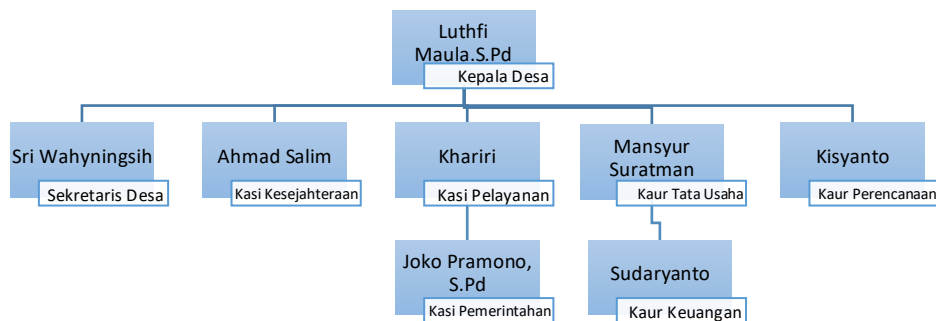 Luthfi
Maula.S.Pd
Kepala Desa
Sri Wahyningsih
Sekretaris Desa
Ahmad Salim
Kasi Kesejahteraan
Khariri
Kasi Pelayanan
Mansyur
Suratman
Kaur Tata Usaha
Kisyanto
Kaur Perencanaan
Joko Pramono,
S.Pd
Kasi Pemerintahan
Sudaryanto
Kaur Keuangan